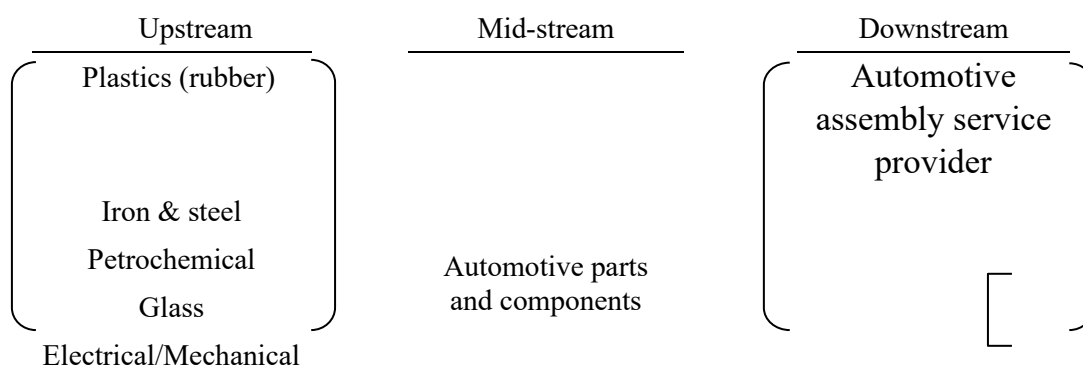 Upstream
Mid-stream
Downstream
Plastics (rubber)
Automotive
assembly service
provider
Iron & steel
Petrochemical
Glass
Electrical/Mechanical
Automotive parts
and components